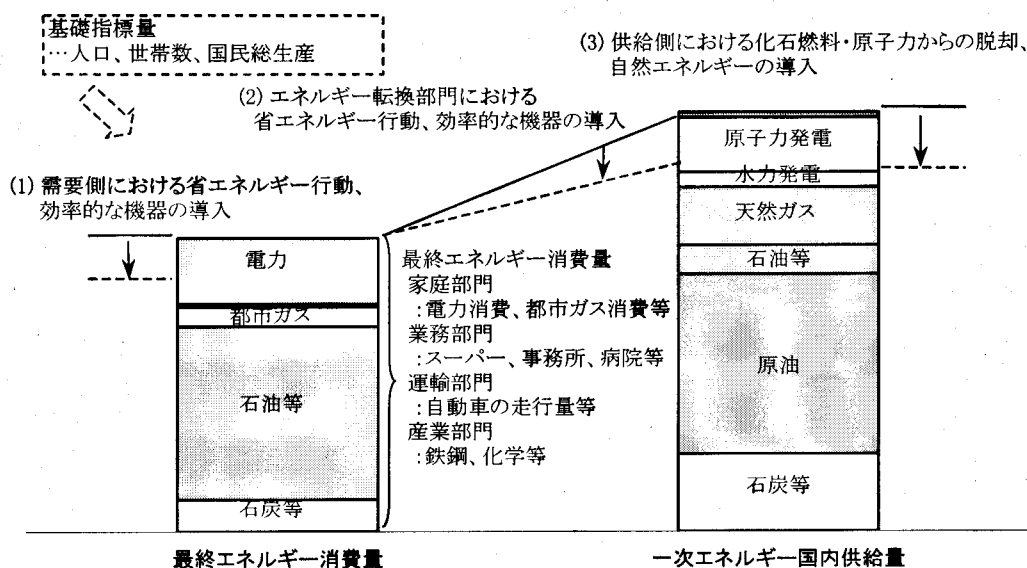 基礎指標量
…人口、世帯数、国民総生産
(3) 供給側における化石燃料・原子力からの脱却、
自然エネルギーの導入
(2) エネルギー転換部門における
省エネルギー行動、効率的な機器の導入
(1) 需要側における省エネルギー行動、
効率的な機器の導入
電力
都市ガス
石油等
石炭等
最終エネルギー消費量
家庭部門
:電力消費、都市ガス消費等
業務部門
:スーパー、事務所、病院等
運輸部門
:自動車の走行量等
産業部門
:鉄鋼、化学等
原子力発電
水力発電
天然ガス
石油等
原油
石炭等
最終エネルギー消費量
一次エネルギー国内供給量